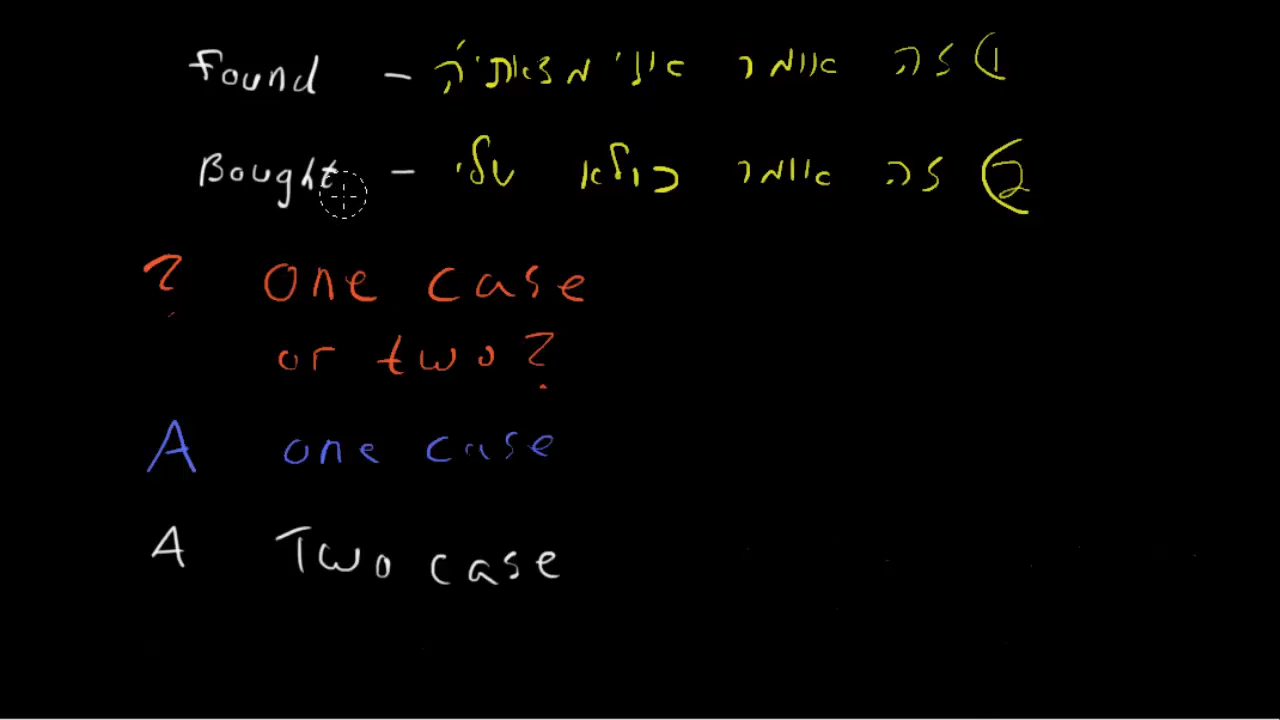 Found – 1) זה אומר אני מצאתיה
Bought – 2) זה אומר כולא שלי
? One case
or two?
A one case
A Two case